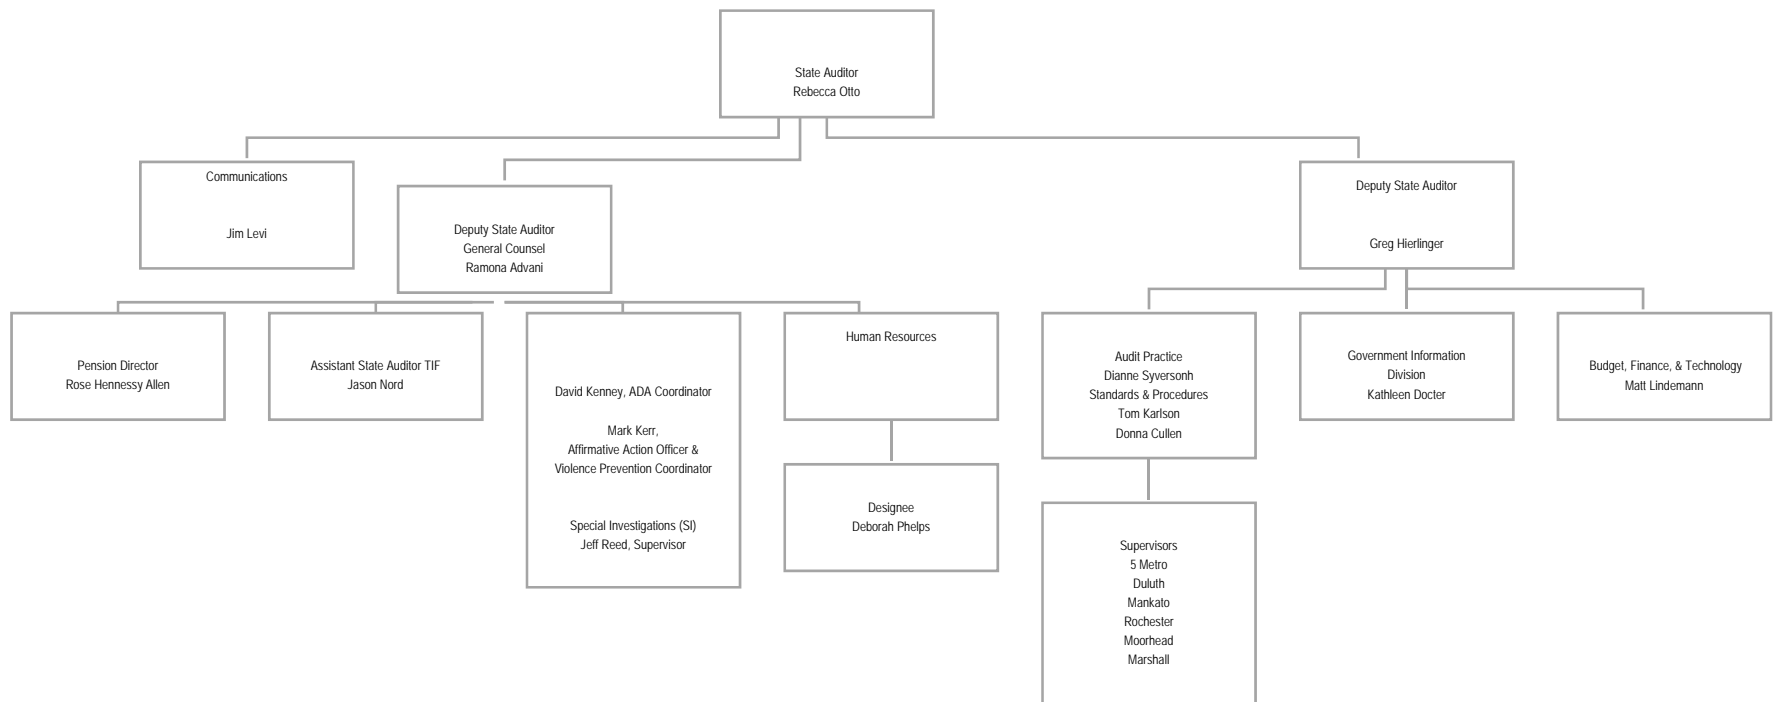 State Auditor
Rebecca Otto
Communications
Jim Levi
Deputy State Auditor
General Counsel
Ramona Advani
Deputy State Auditor
Greg Hierlinger
Pension Director
Rose Hennessy Allen
Assistant State Auditor TIF
Jason Nord
David Kenney, ADA Coordinator
Mark Kerr,
Affirmative Action Officer &
Violence Prevention Coordinator
Special Investigations (SI)
Jeff Reed, Supervisor
Human Resources
Designee
Deborah Phelps
Audit Practice
Dianne Syversonh
Standards & Procedures
Tom Karlson
Donna Cullen
Supervisors
5 Metro
Duluth
Mankato
Rochester
Moorhead
Marshall
Government Information
Division
Kathleen Docter
Budget, Finance, & Technology
Matt Lindemann